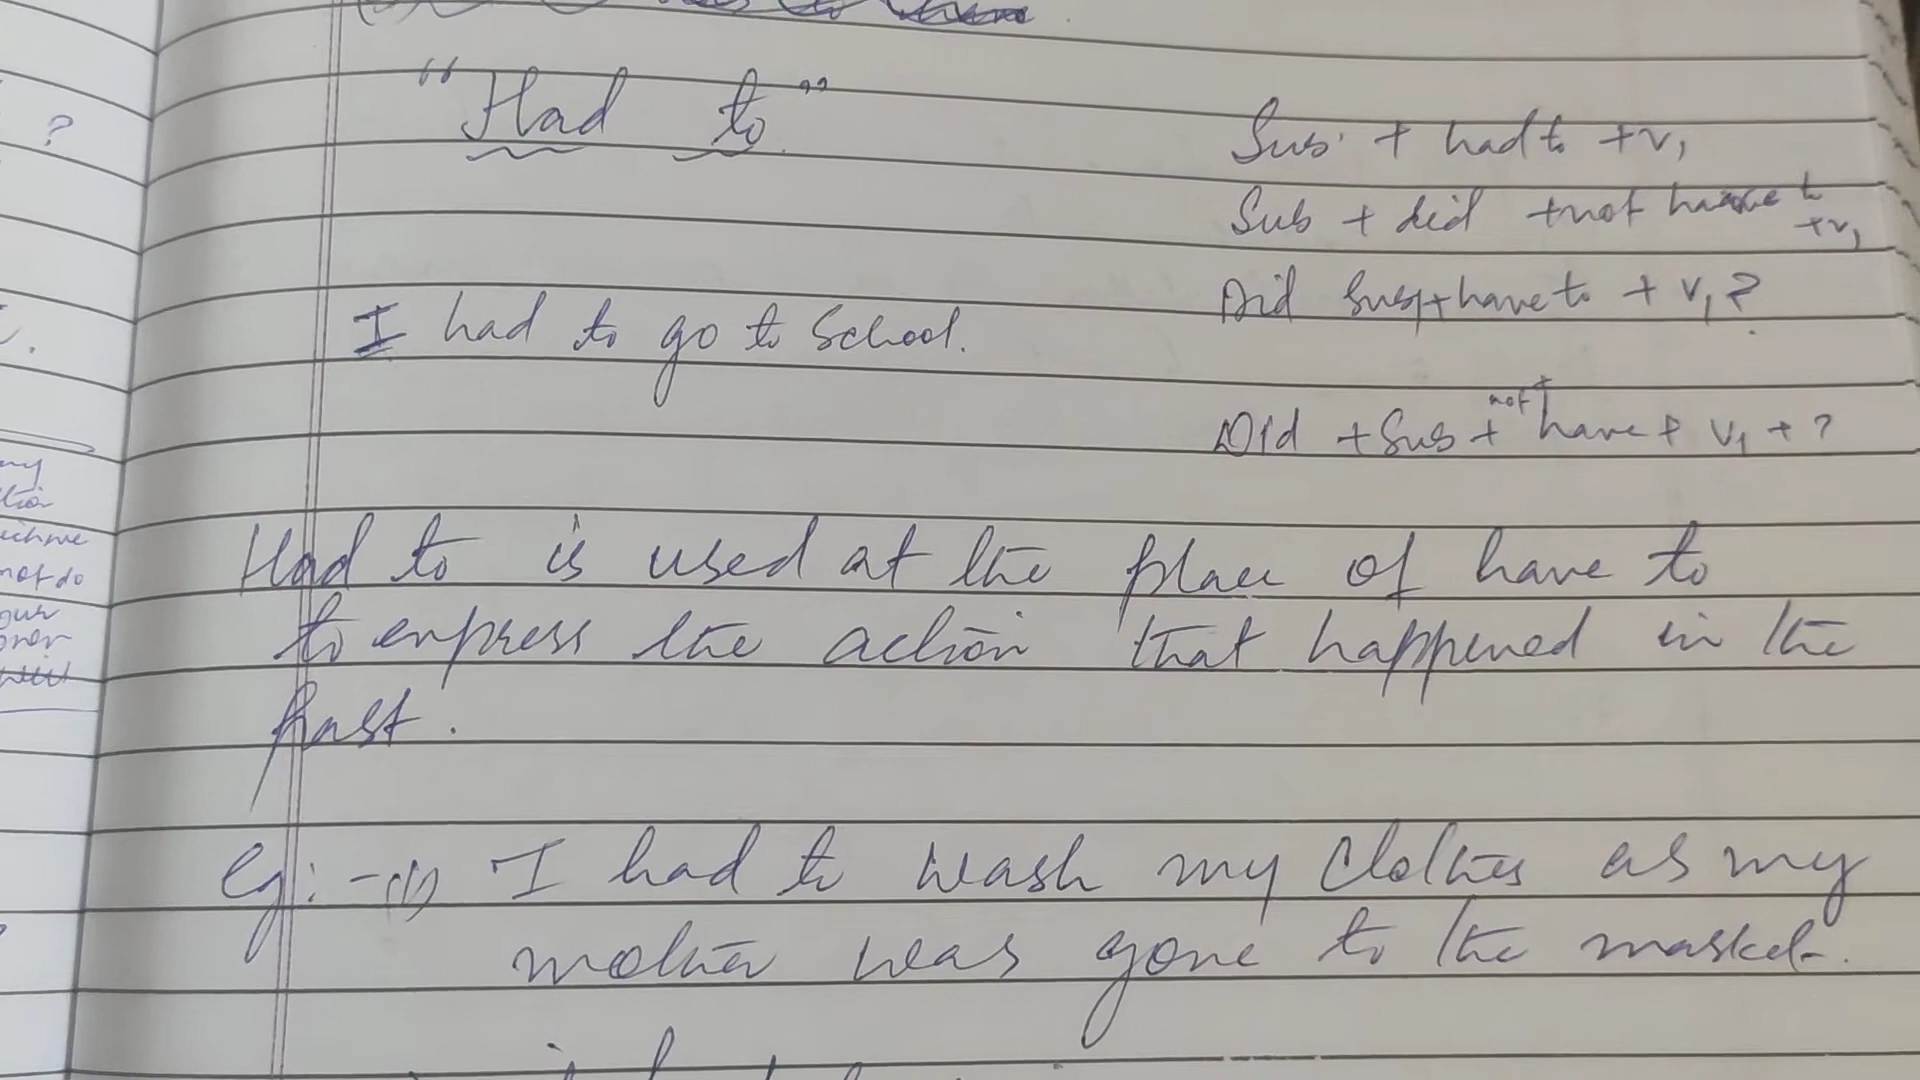 ?
"Had to"
Sub + had to + v1
Sub + did + not have to
+v1
Did Sub + have to + v1 ?
I had to go to School.
not +
Did + Sub + have + v1 + ?
Had to is used at the place of have to
to express the action that happened in the
past.
eg:-(1) I had to wash my clothes as my
mother was gone to the market.
my
not do